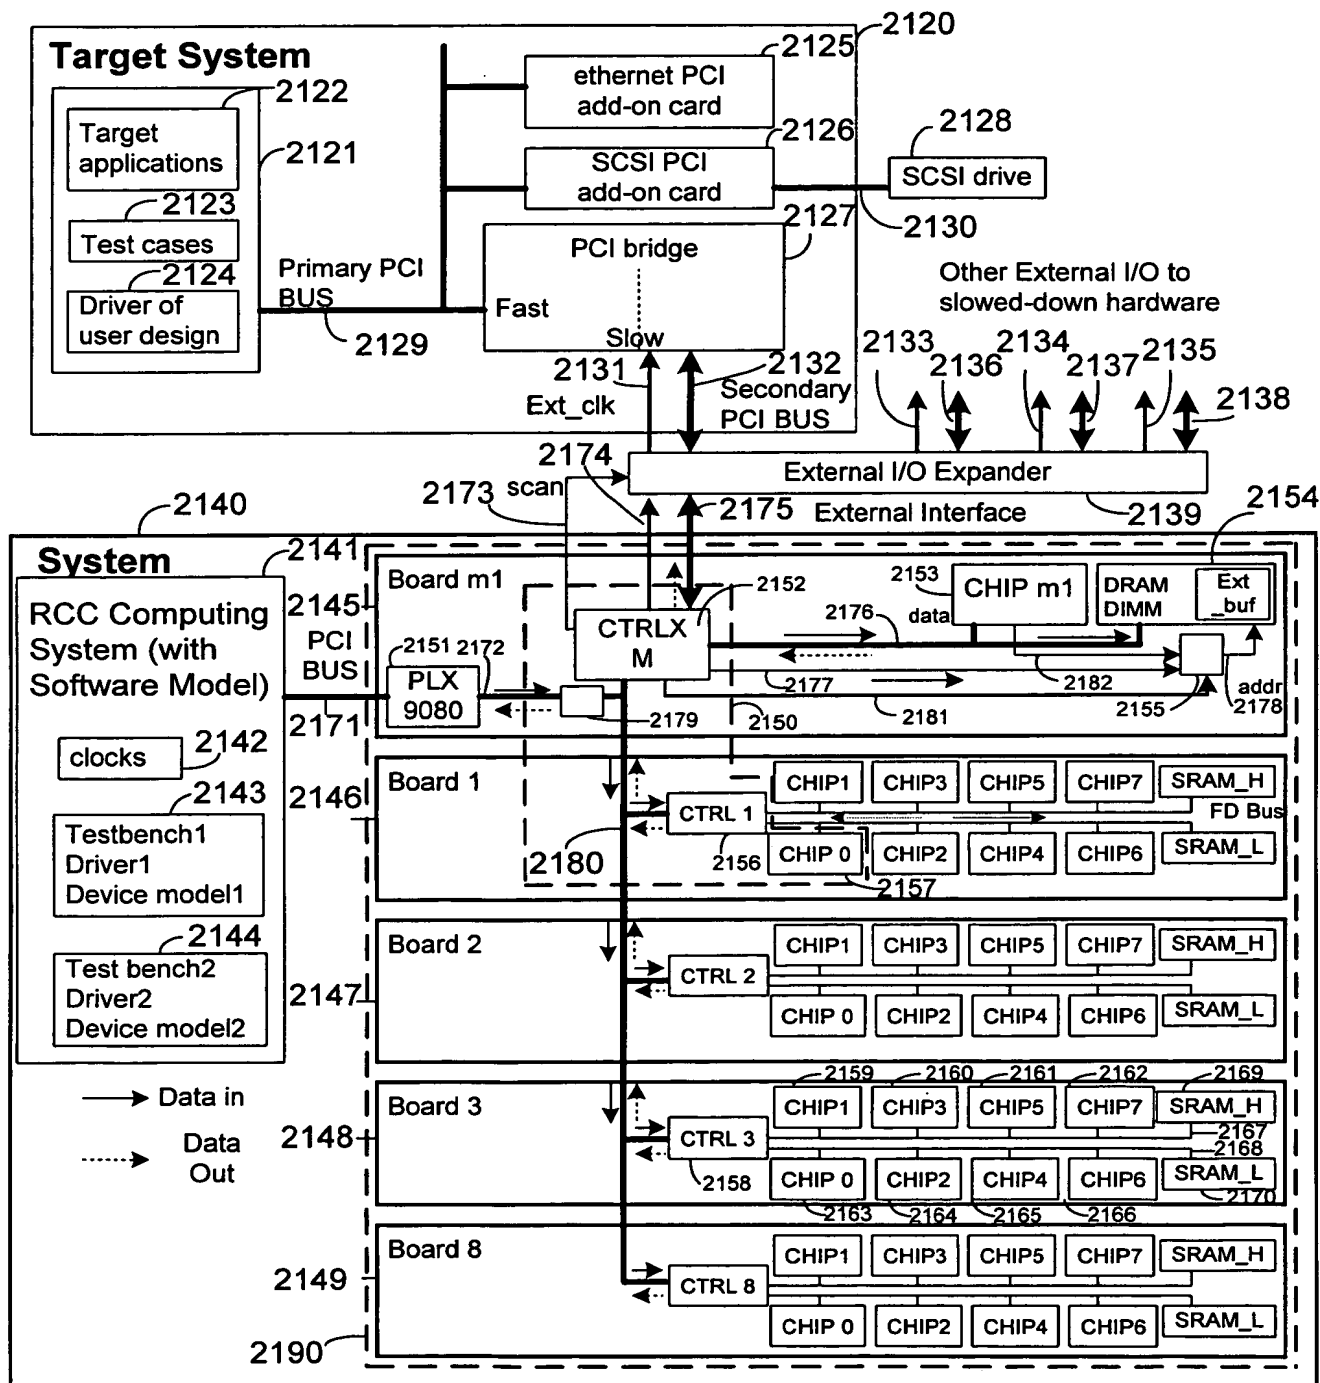 2120
Target System
2125
ethernet PCI
add-on card
2122
Target
applications
2121
2126
SCSI PCI
add-on card
2128
SCSI drive
2130
2123
Test cases
2127
PCI bridge
2124
Driver of
user design
Primary PCI
BUS
2129
Fast
Slow
Other External I/O to
slowed-down hardware
2131
2132
Ext_clk
Secondary
PCI BUS
2133
2136
2134
2137
2135
2138
2174
External I/O Expander
2173
scan
2175
External Interface
2139
2154
2140
System
2141
RCC Computing
System (with
Software Model)
2145
PCI
BUS
2171
Board m1
2151
PLX
9080
2172
2179
CTRLX
M
2152
2150
2176
2177
2181
2153
CHIP m1
data
DRAM
DIMM
Ext
_buf
2182
2155
addr
2178
clocks
2142
2143
Testbench1
Driver1
Device model1
2144
Test bench2
Driver2
Device model2
Data in
Data
Out
2146
Board 1
2180
CTRL 1
2156
CHIP1
CHIP3
CHIP5
CHIP7
SRAM_H
FD Bus
CHIP 0
CHIP2
CHIP4
CHIP6
SRAM_L
2157
2147
Board 2
CTRL 2
CHIP1
CHIP3
CHIP5
CHIP7
SRAM_H
CHIP 0
CHIP2
CHIP4
CHIP6
SRAM_L
2148
Board 3
CTRL 3
2158
2159
2160
2161
2162
2169
CHIP1
CHIP3
CHIP5
CHIP7
SRAM_H
2167
2168
CHIP 0
CHIP2
CHIP4
CHIP6
SRAM_L
2170
2163
2164
2165
2166
2149
Board 8
CTRL 8
CHIP1
CHIP3
CHIP5
CHIP7
SRAM_H
CHIP 0
CHIP2
CHIP4
CHIP6
SRAM_L
2190